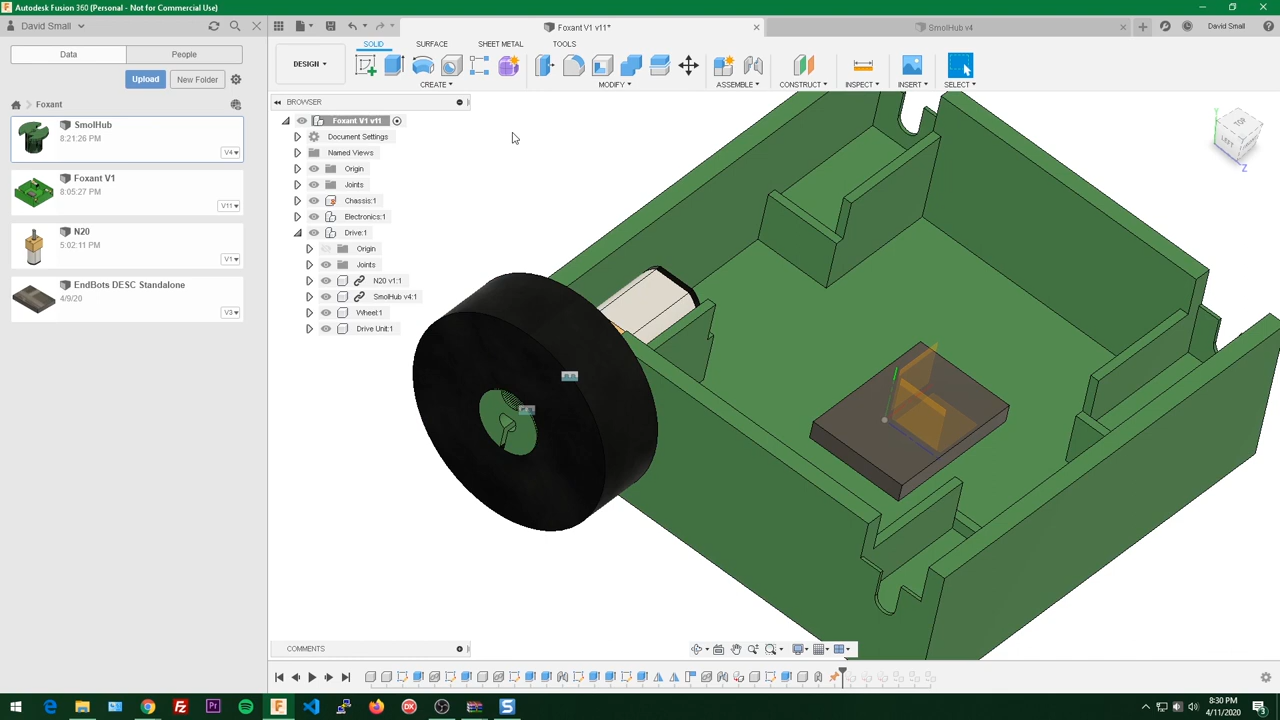 Autodesk Fusion 360 (Personal - Not for Commercial Use)
David Small
Foxant V1 v11*
SmolHub v4
David Small
Data
People
SOLID
SURFACE
SHEET METAL
TOOLS
DESIGN
CREATE
MODIFY
ASSEMBLE
CONSTRUCT
INSPECT
INSERT
SELECT
Upload
New Folder
Foxant
SmolHub
8:21:26 PM
V4
Foxant V1
8:05:27 PM
V11
N20
5:02:11 PM
V1
EndBots DESC Standalone
4/9/20
V3
BROWSER
Foxant V1 v11
Document Settings
Named Views
Origin
Joints
Chassis:1
Electronics:1
Drive:1
Origin
Joints
N20 v1:1
SmolHub v4:1
Wheel:1
Drive Unit:1
TOP
LEFT
Y
Z
COMMENTS
8:30 PM
4/11/2020